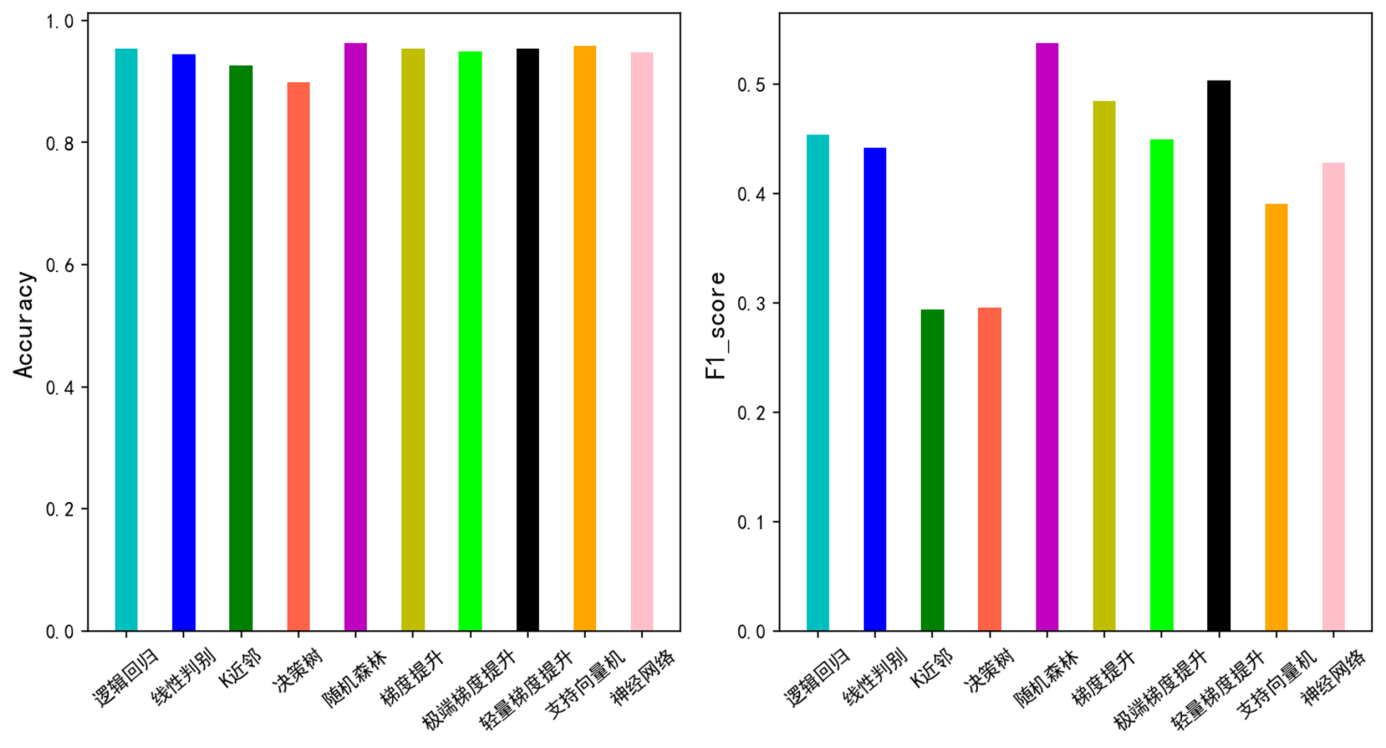 Accuracy
1.0
0.8
0.6
0.4
0.2
0.0
逻辑回归
线性判别
K近邻
决策树
随机森林
梯度提升
极端梯度提升
轻量梯度提升
支持向量机
神经网络
F1_score
0.5
0.4
0.3
0.2
0.1
0.0
逻辑回归
线性判别
K近邻
决策树
随机森林
梯度提升
极端梯度提升
轻量梯度提升
支持向量机
神经网络